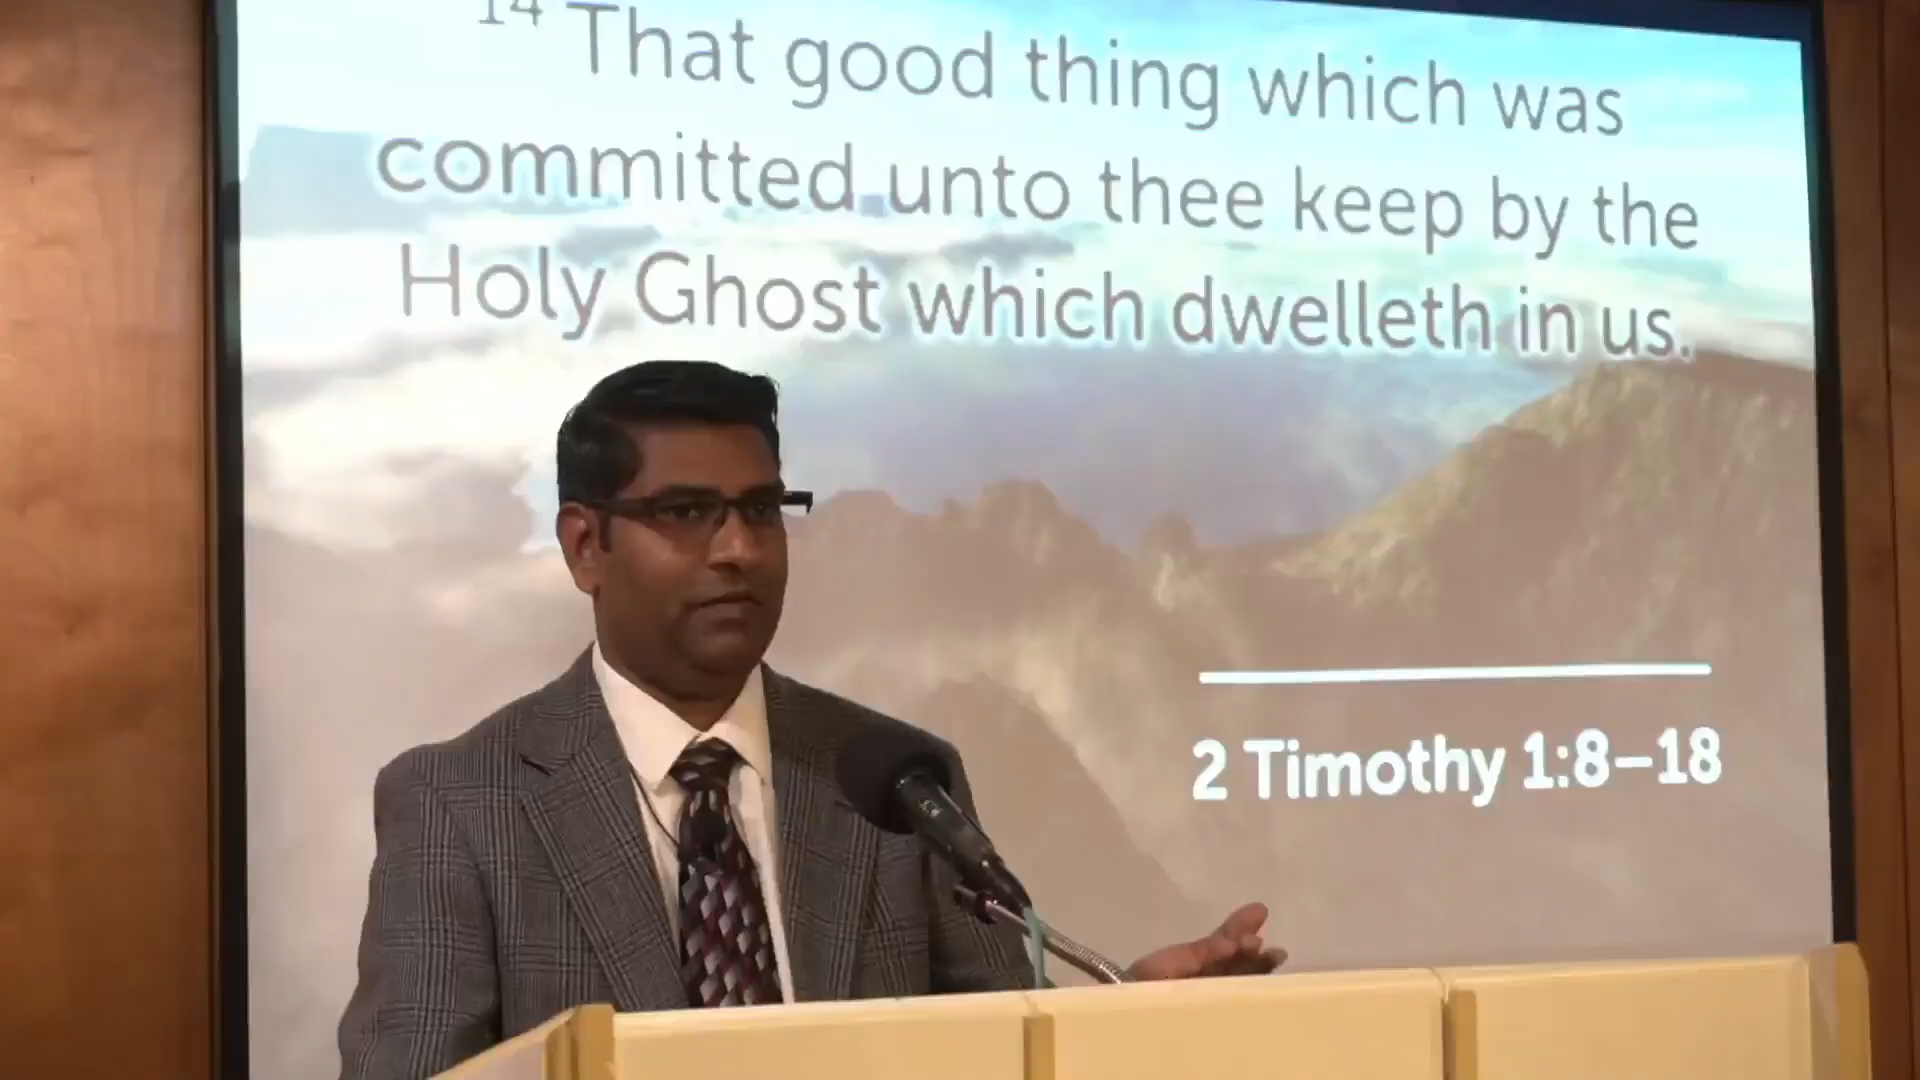 14 That good thing which was
committed unto thee keep by the
Holy Ghost which dwelleth in us.
2 Timothy 1:8–18